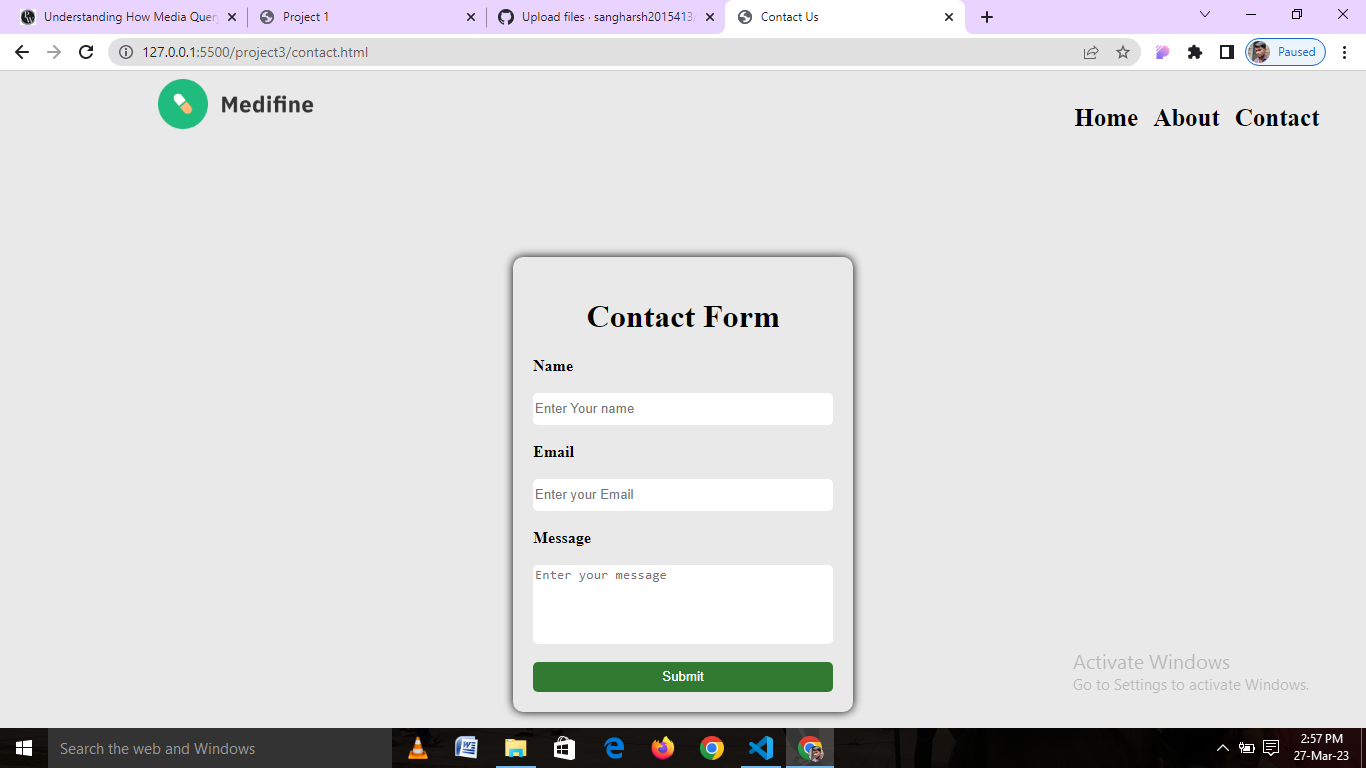 Understanding How Media Quer
Project 1
Upload files · sangharsh2015413/
Contact Us
127.0.0.1:5500/project3/contact.html
Paused
Medifine
Home About Contact
Contact Form
Name
Enter Your name
Email
Enter your Email
Message
Enter your message
Submit
Activate Windows
Go to Settings to activate Windows.
Search the web and Windows
2:57 PM
27-Mar-23